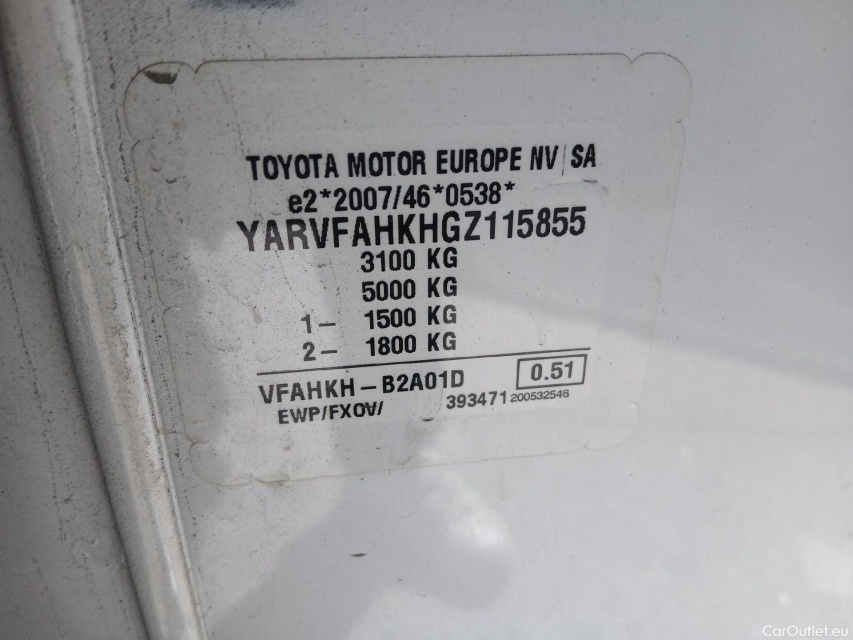 TOYOTA MOTOR EUROPE NV/SA
e2*2007/46*0538*
YARVFAHKHGZ115855
3100 KG
5000 KG
1- 1500 KG
2- 1800 KG
VFAHKH-B2A01D 0.51
EWP/FXOV/ 393471 200532546
CarOutlet.eu